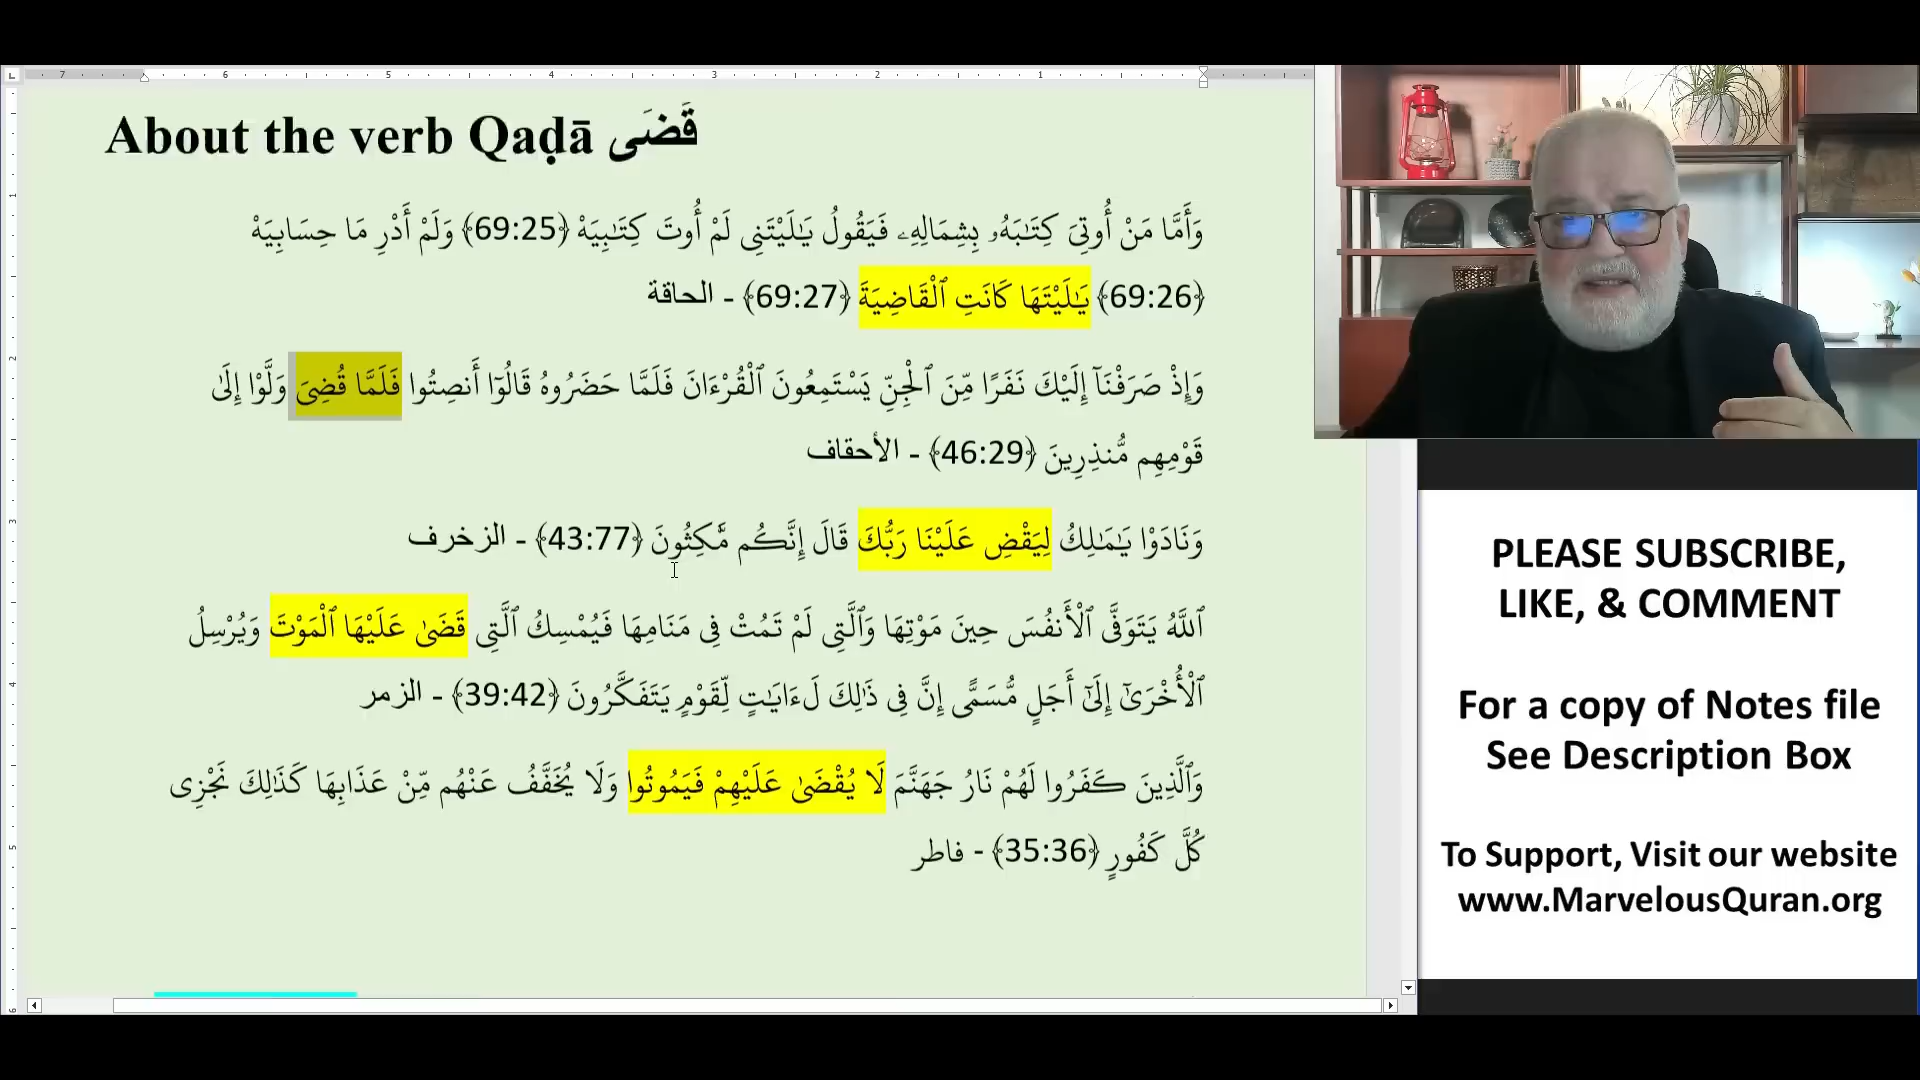 About the verb Qaḍā قَضَى
وَأَمَّا مَنْ أُوتِىَ كِتَـٰبَهُۥ بِشِمَالِهِۦ فَيَقُولُ يَـٰلَيْتَنِى لَمْ أُوتَ كِتَـٰبِيَهْ ﴿69:25﴾ وَلَمْ أَدْرِ مَا حِسَابِيَهْ
﴿69:26﴾ يَـٰلَيْتَهَا كَانَتِ ٱلْقَاضِيَةَ ﴿69:27﴾ - الحاقة
وَإِذْ صَرَفْنَآ إِلَيْكَ نَفَرًا مِّنَ ٱلْجِنِّ يَسْتَمِعُونَ ٱلْقُرْءَانَ فَلَمَّا حَضَرُوهُ قَالُوٓا أَنصِتُوا فَلَمَّا قُضِىَ وَلَّوْا إِلَىٰ
قَوْمِهِم مُّنذِرِينَ ﴿46:29﴾ - الأحقاف
وَنَادَوْا يَـٰمَـٰلِكُ لِيَقْضِ عَلَيْنَا رَبُّكَ قَالَ إِنَّكُم مَّـٰكِثُونَ ﴿43:77﴾ - الزخرف
ٱللَّهُ يَتَوَفَّى ٱلْأَنفُسَ حِينَ مَوْتِهَا وَٱلَّتِى لَمْ تَمُتْ فِى مَنَامِهَا فَيُمْسِكُ ٱلَّتِى قَضَىٰ عَلَيْهَا ٱلْمَوْتَ وَيُرْسِلُ
ٱلْأُخْرَىٰٓ إِلَىٰٓ أَجَلٍ مُّسَمًّى إِنَّ فِى ذَٰلِكَ لَـَٔايَـٰتٍ لِّقَوْمٍ يَتَفَكَّرُونَ ﴿39:42﴾ - الزمر
وَٱلَّذِينَ كَفَرُوا لَهُمْ نَارُ جَهَنَّمَ لَا يُقْضَىٰ عَلَيْهِمْ فَيَمُوتُوا وَلَا يُخَفَّفُ عَنْهُم مِّنْ عَذَابِهَا كَذَٰلِكَ نَجْزِى
كُلَّ كَفُورٍ ﴿35:36﴾ - فاطر
PLEASE SUBSCRIBE,
LIKE, & COMMENT
For a copy of Notes file
See Description Box
To Support, Visit our website
www.MarvelousQuran.org